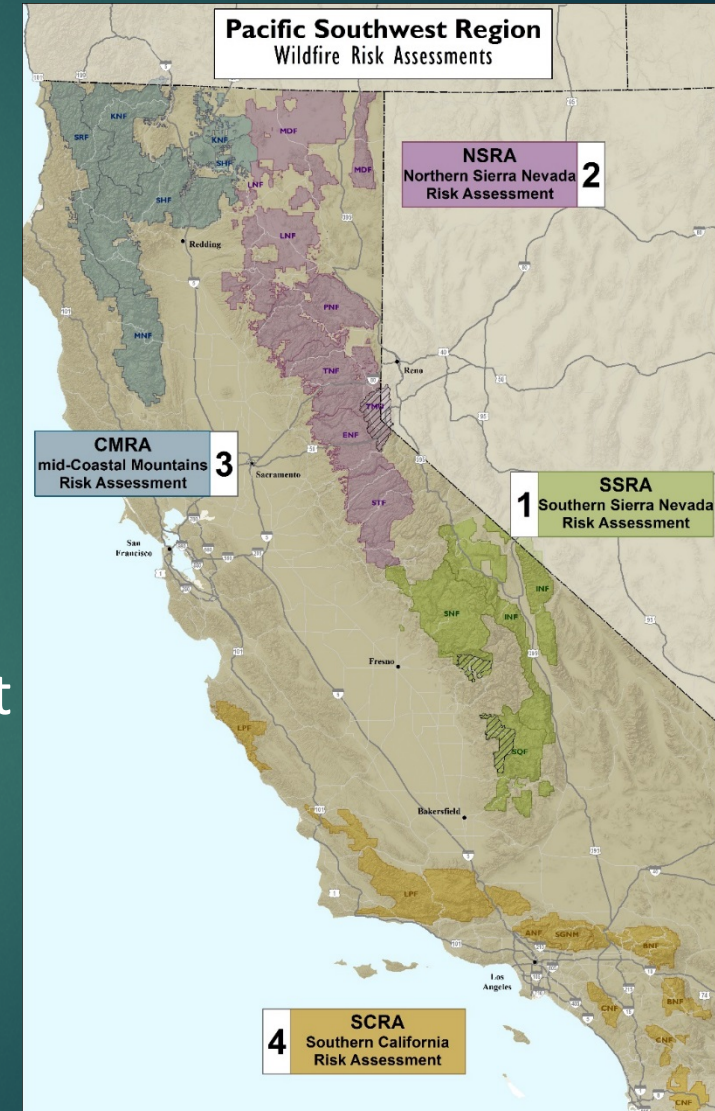 Pacific Southwest Region
Wildfire Risk Assessments
KNF
SRF
KNF
MDF
SHF
MDF
LNF
SHF
NSRA
Northern Sierra Nevada
Risk Assessment
2
Redding
LNF
PNF
MNF
TNF
Reno
ENF
CMRA
mid-Coastal Mountains
Risk Assessment
3
Sacramento
STF
1
SSRA
Southern Sierra Nevada
Risk Assessment
San
Francisco
INF
SNF
INF
Fresno
t
LPF
SQF
Bakersfield
LPF
ANF
SGNM
BNF
Los
Angeles
BNF
CNF
CNF
4
SCRA
Southern California
Risk Assessment
CNF